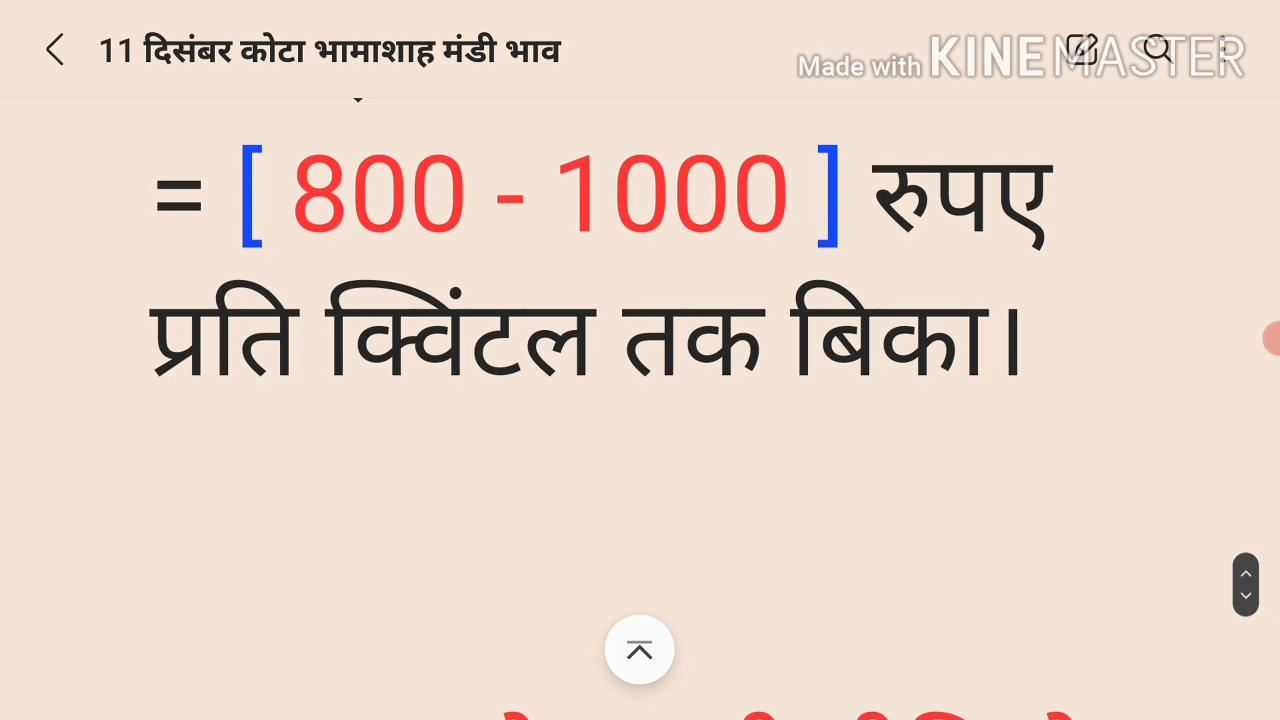 11 दिसंबर कोटा भामाशाह मंडी भाव
Made with KINEMASTER
= [ 800 - 1000 ] रुपए
प्रति क्विंटल तक बिका।